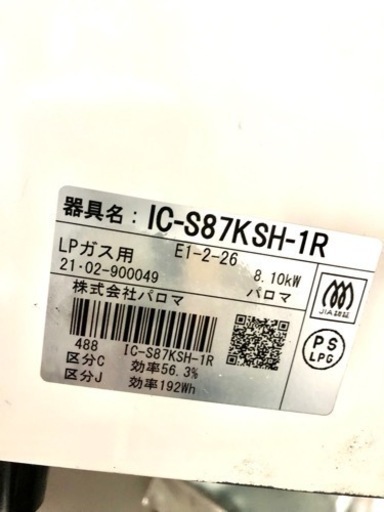 器具名: IC-S87KSH-1R
LPガス用 E1-2-26 8.10kW
21・02-900049 パロマ
株式会社パロマ
JIA認証
PS
LPG
488 IC-S87KSH-1R
区分C 効率56.3%
区分J 効率192Wh